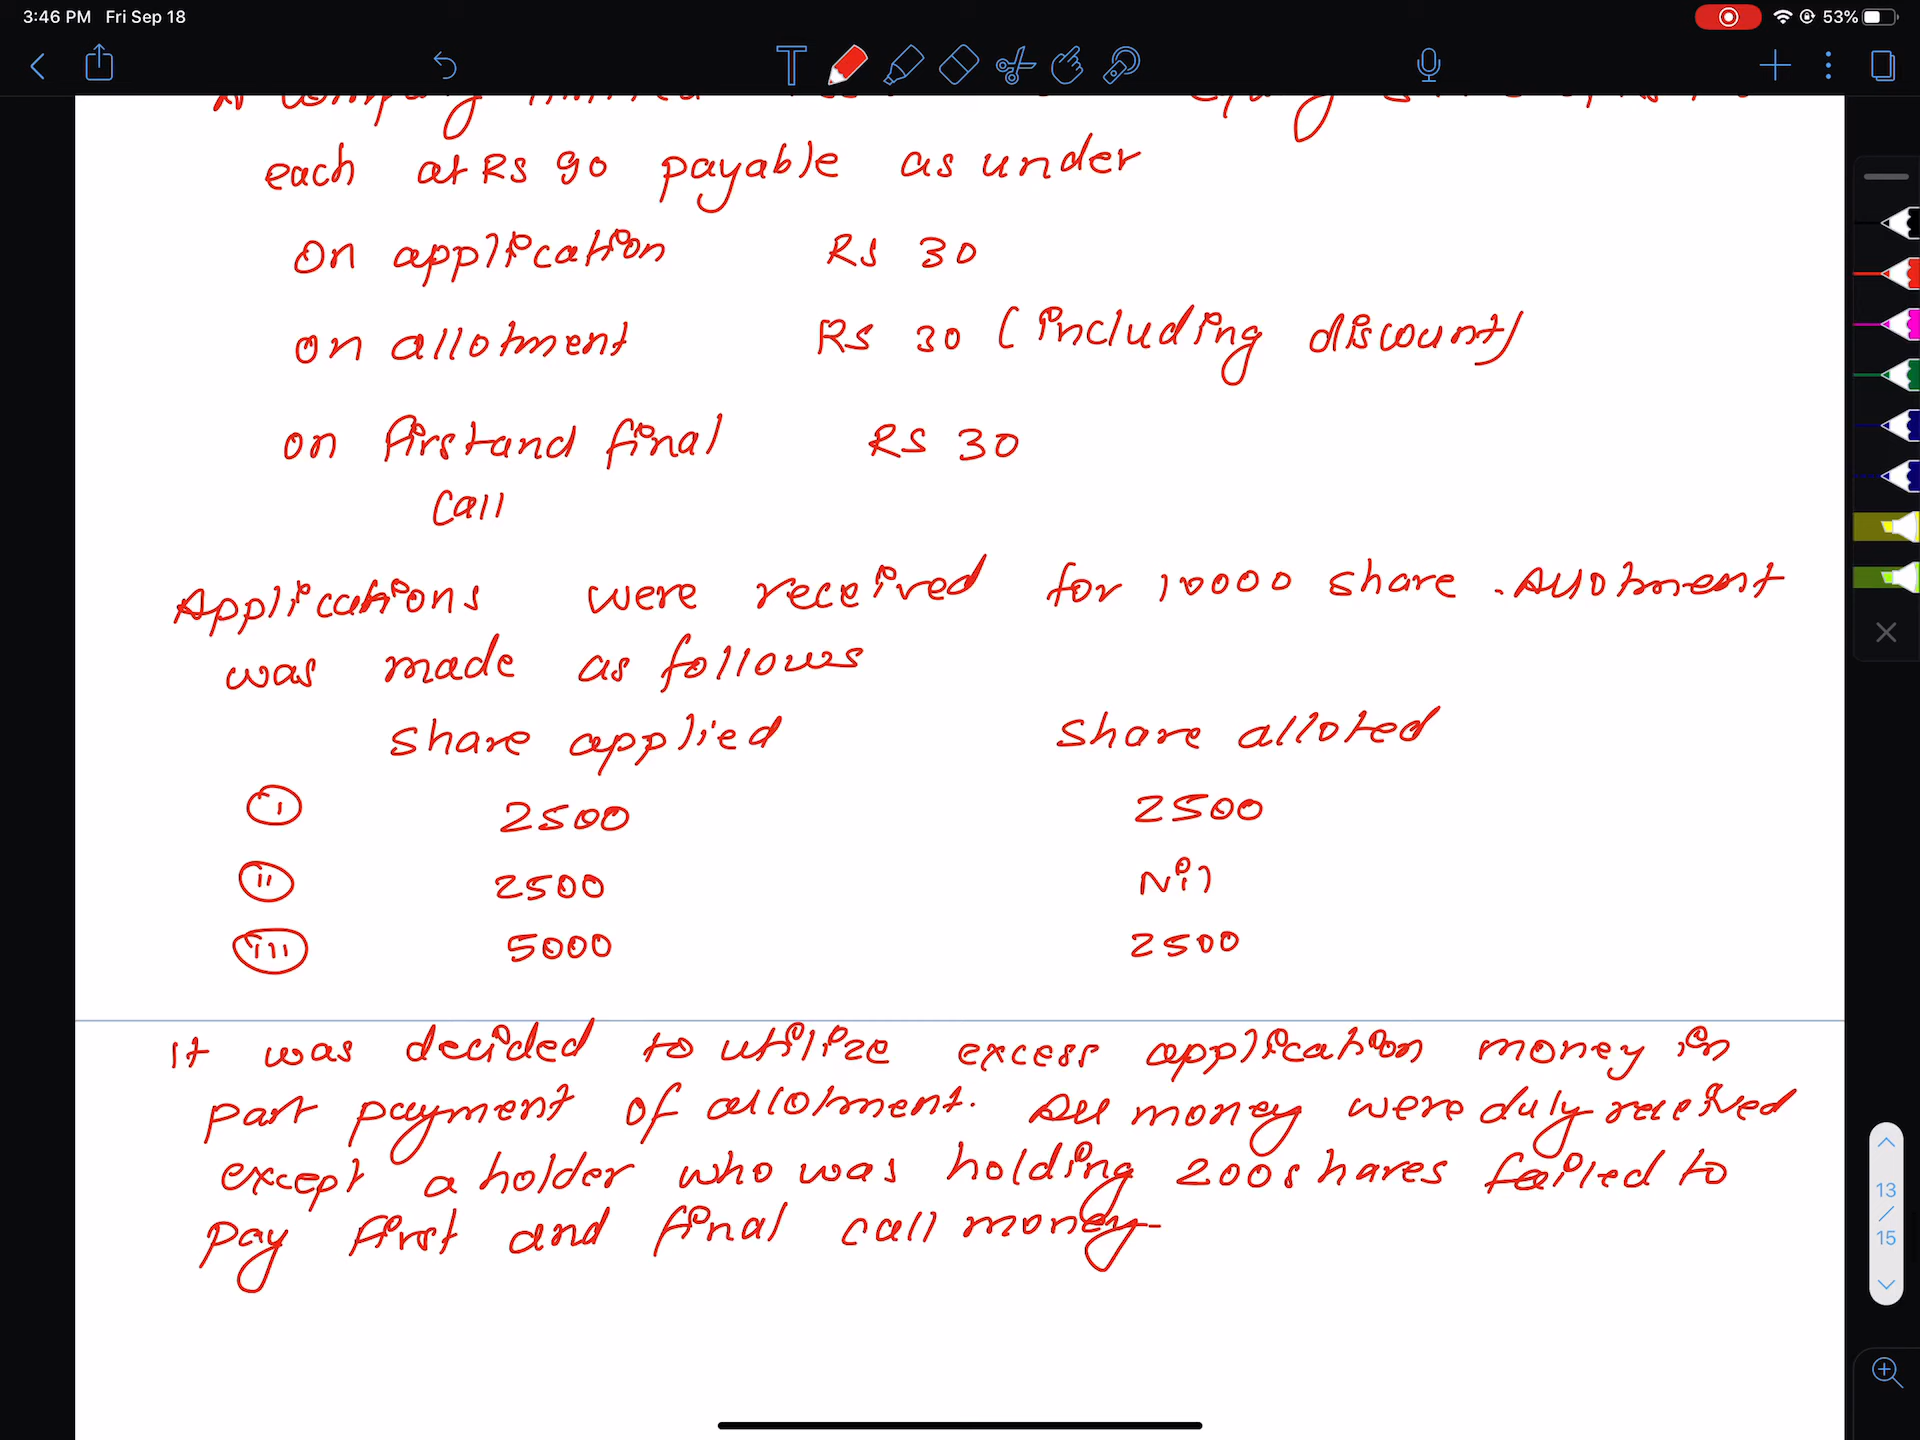 3:46 PM Fri Sep 18
53%
A company limited
each at Rs 90 payable as under
On application Rs 30
on allotment Rs 30 (including discount)
on first and final Rs 30
call
Applications were received for 10000 share. Allotment
was made as follows
share applied share alloted
i 2500 2500
ii 2500 Nil
iii 5000 2500
It was decided to utilize excess application money in
part payment of allotment. All money were duly received
except a holder who was holding 200 shares failed to
pay first and final call money
13
/
15